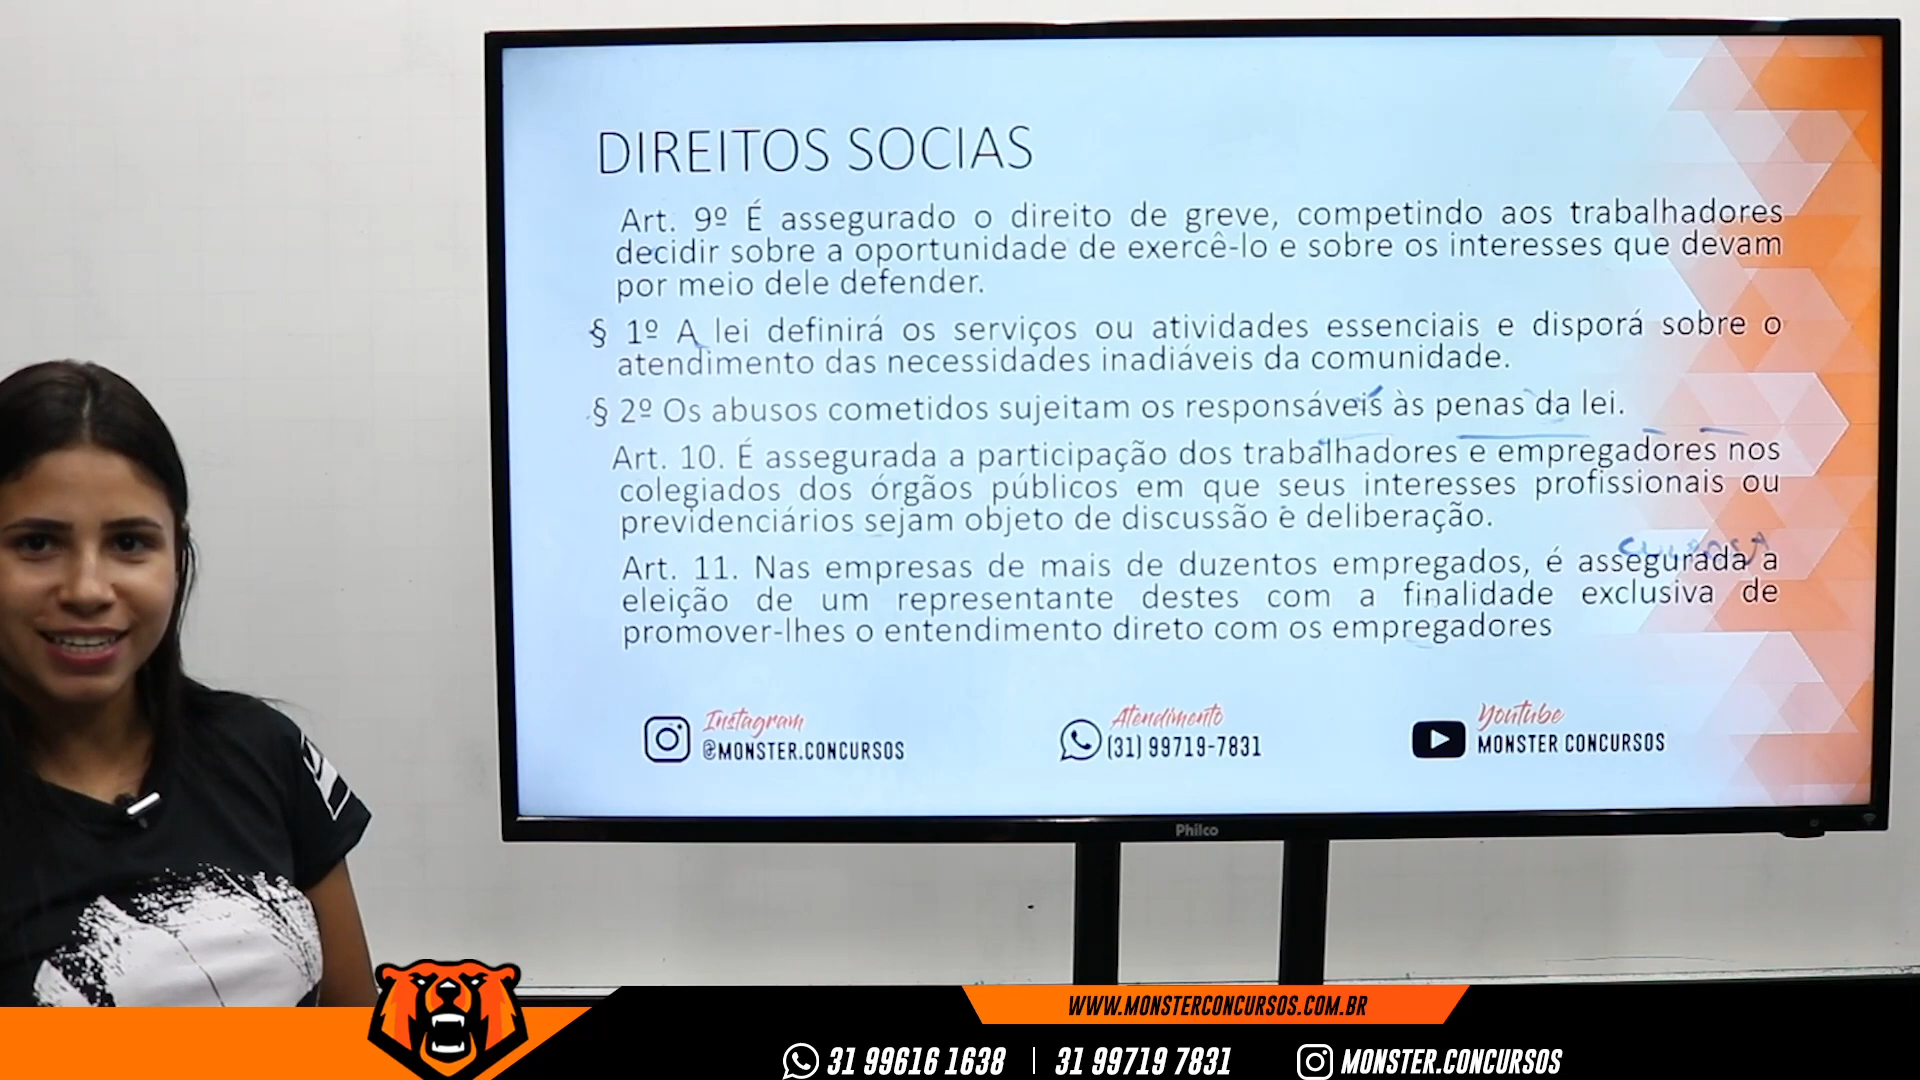 DIREITOS SOCIAS
Art. 9º É assegurado o direito de greve, competindo aos trabalhadores
decidir sobre a oportunidade de exercê-lo e sobre os interesses que devam
por meio dele defender.
§ 1º A lei definirá os serviços ou atividades essenciais e disporá sobre o
atendimento das necessidades inadiáveis da comunidade.
§ 2º Os abusos cometidos sujeitam os responsáveis às penas da lei.
Art. 10. É assegurada a participação dos trabalhadores e empregadores nos
colegiados dos órgãos públicos em que seus interesses profissionais ou
previdenciários sejam objeto de discussão e deliberação.
Art. 11. Nas empresas de mais de duzentos empregados, é assegurada a
eleição de um representante destes com a finalidade exclusiva de
promover-lhes o entendimento direto com os empregadores
Instagram
@MONSTER.CONCURSOS
Atendimento
(31) 99719-7831
Youtube
MONSTER CONCURSOS
Philco
WWW.MONSTERCONCURSOS.COM.BR
31 99616 1638 | 31 99719 7831 MONSTER.CONCURSOS